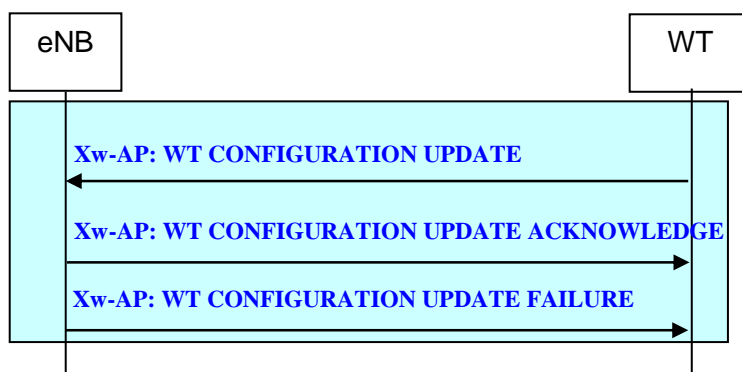 eNB
WT
Xw-AP: WT CONFIGURATION UPDATE
Xw-AP: WT CONFIGURATION UPDATE ACKNOWLEDGE
Xw-AP: WT CONFIGURATION UPDATE FAILURE